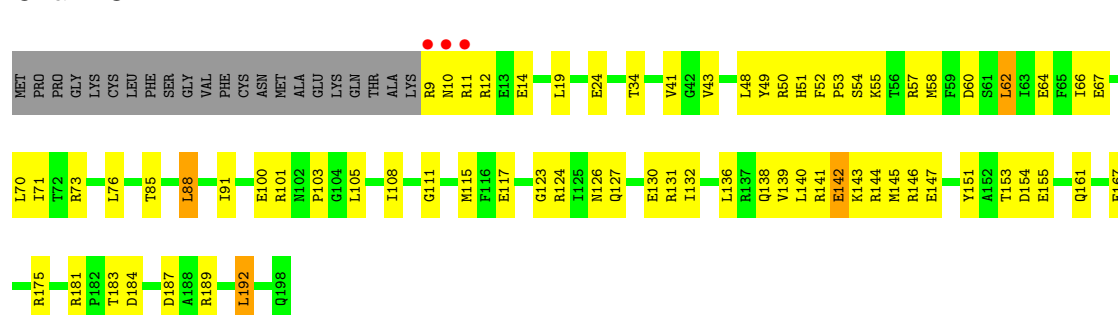 MET PRO PRO GLY LYS CYS LEU PHE SER GLY VAL PHE CYS ASN MET ALA GLU LYS GLN THR ALA LYS R9 N10 R11 R12 E13 E14 L19 E24 T34 V41 G42 V43 L48 Y49 R50 H51 F52 P53 S54 K55 T56 R57 M58 F59 D60 S61 L62 I63 E64 F65 I66 E67
L70 I71 T72 R73 L76 T85 L88 I91 E100 R101 N102 P103 G104 L105 I108 G111 M115 F116 E117 G123 R124 I125 N126 Q127 E130 R131 I132 L136 R137 Q138 V139 L140 R141 E142 K143 R144 M145 R146 E147 Y151 A152 T153 D154 E155 Q161
R175 R181 P182 T183 D184 D187 A188 R189 L192 Q198